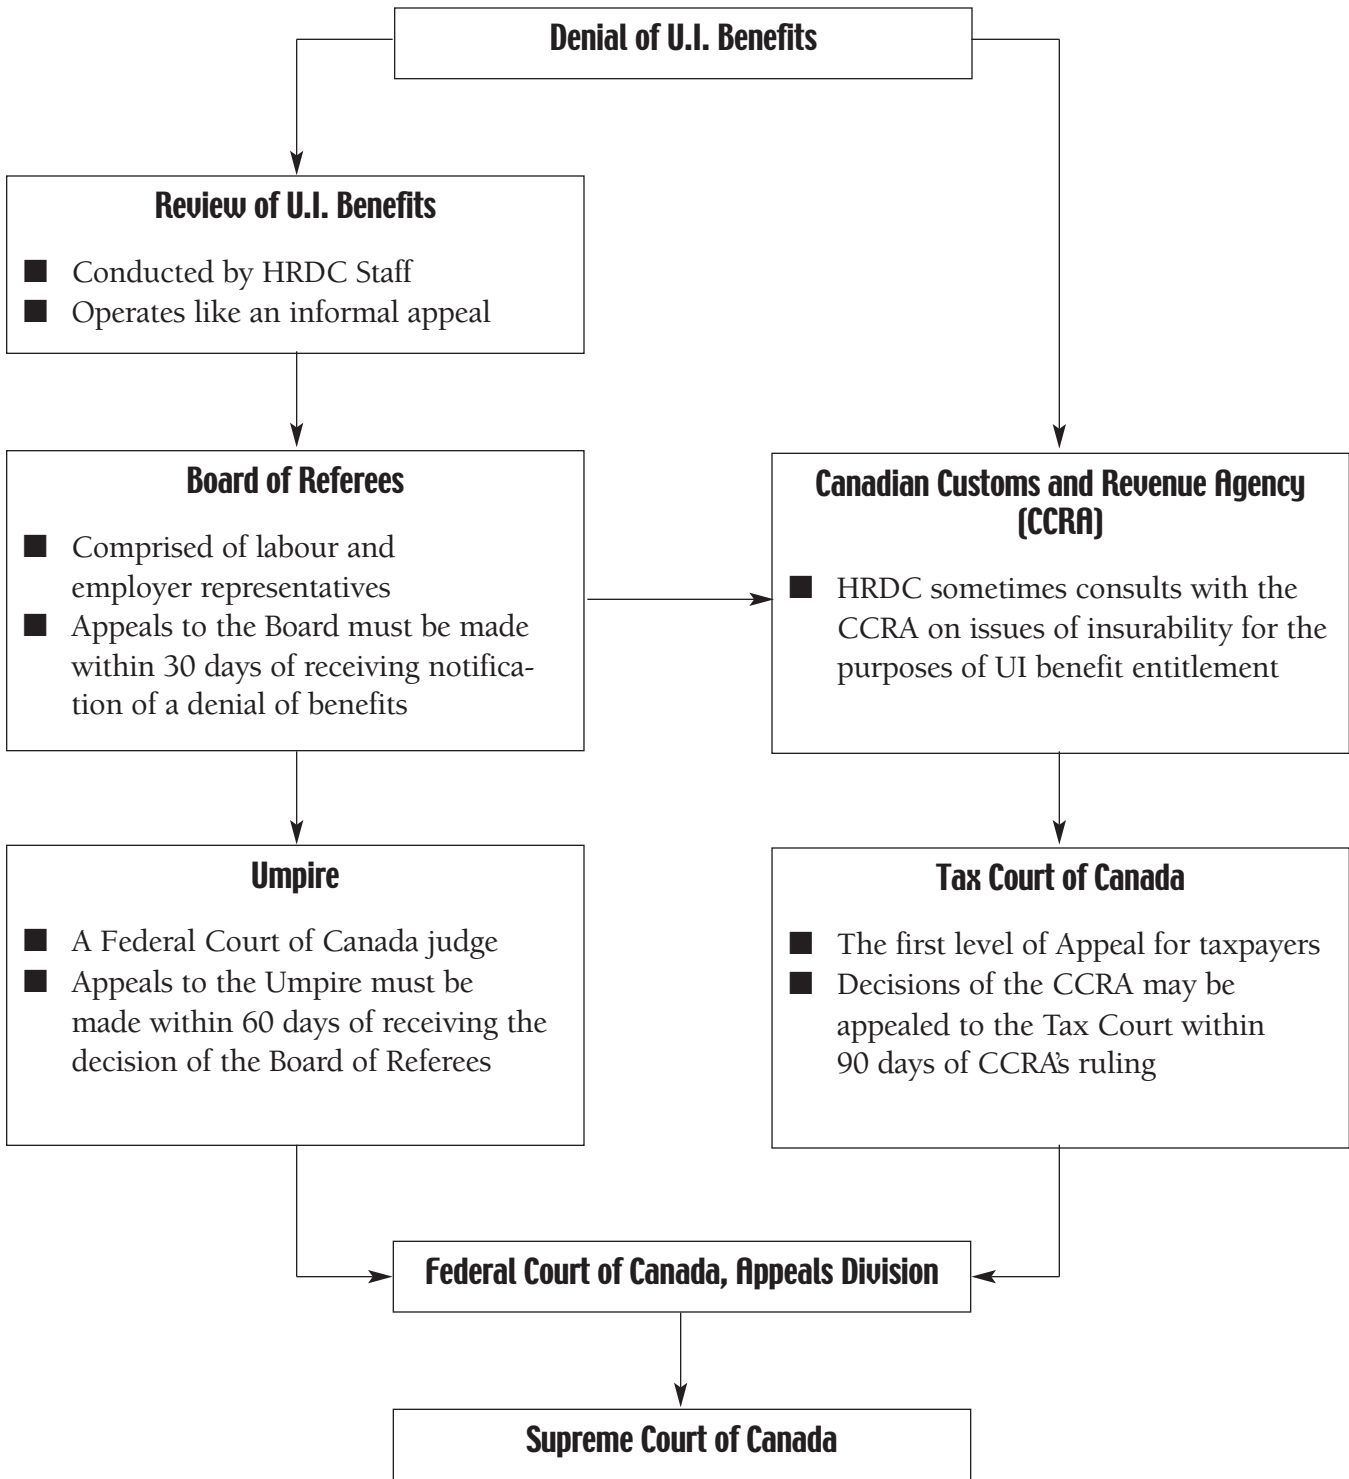 Denial of U.I. Benefits
Review of U.I. Benefits
■ Conducted by HRDC Staff
■ Operates like an informal appeal
Board of Referees
■ Comprised of labour and
employer representatives
■ Appeals to the Board must be made
within 30 days of receiving notifica-
tion of a denial of benefits
Canadian Customs and Revenue Agency
(CCRA)
■ HRDC sometimes consults with the
CCRA on issues of insurability for the
purposes of UI benefit entitlement
Umpire
■ A Federal Court of Canada judge
■ Appeals to the Umpire must be
made within 60 days of receiving the
decision of the Board of Referees
Tax Court of Canada
■ The first level of Appeal for taxpayers
■ Decisions of the CCRA may be
appealed to the Tax Court within
90 days of CCRA's ruling
Federal Court of Canada, Appeals Division
Supreme Court of Canada